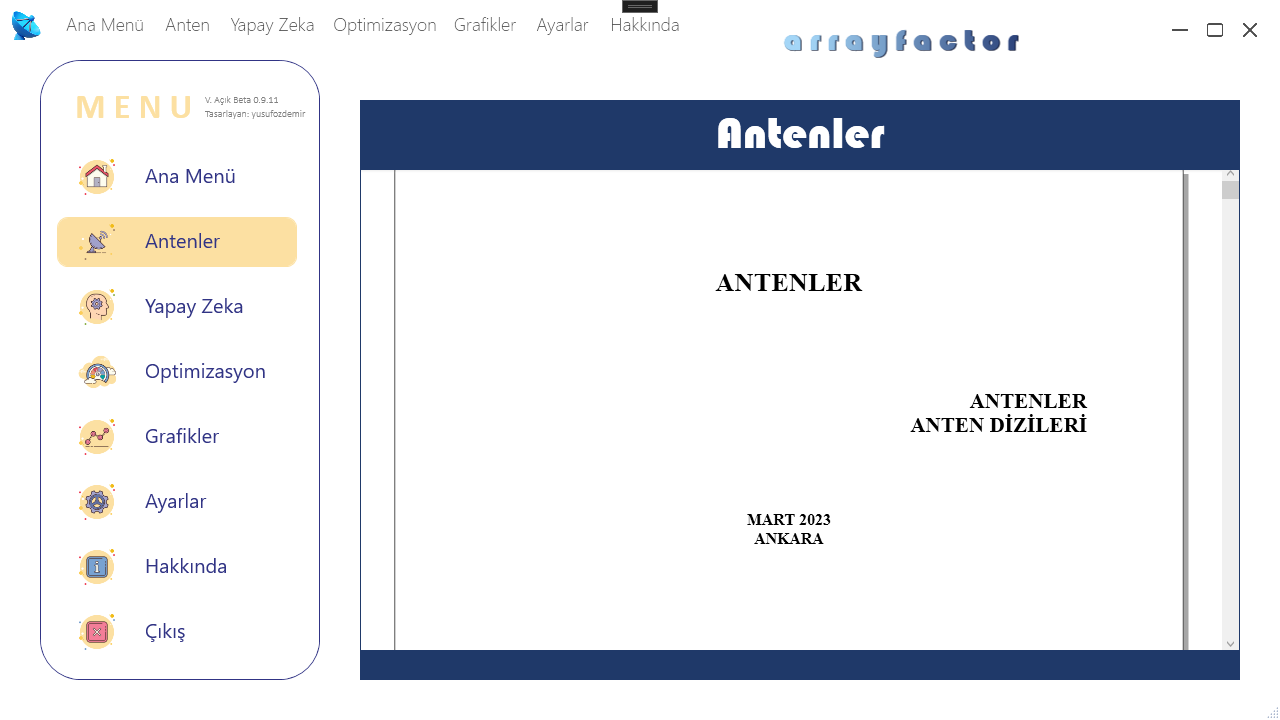 Ana Menü Anten Yapay Zeka Optimizasyon Grafikler Ayarlar Hakkında
arrayfactor
MENU
V. Açık Beta 0.9.11
Tasarlayan: yusufozdemir
Ana Menü
Antenler
Yapay Zeka
Optimizasyon
Grafikler
Ayarlar
Hakkında
Çıkış
Antenler
ANTENLER
ANTENLER
ANTEN DİZİLERİ
MART 2023
ANKARA